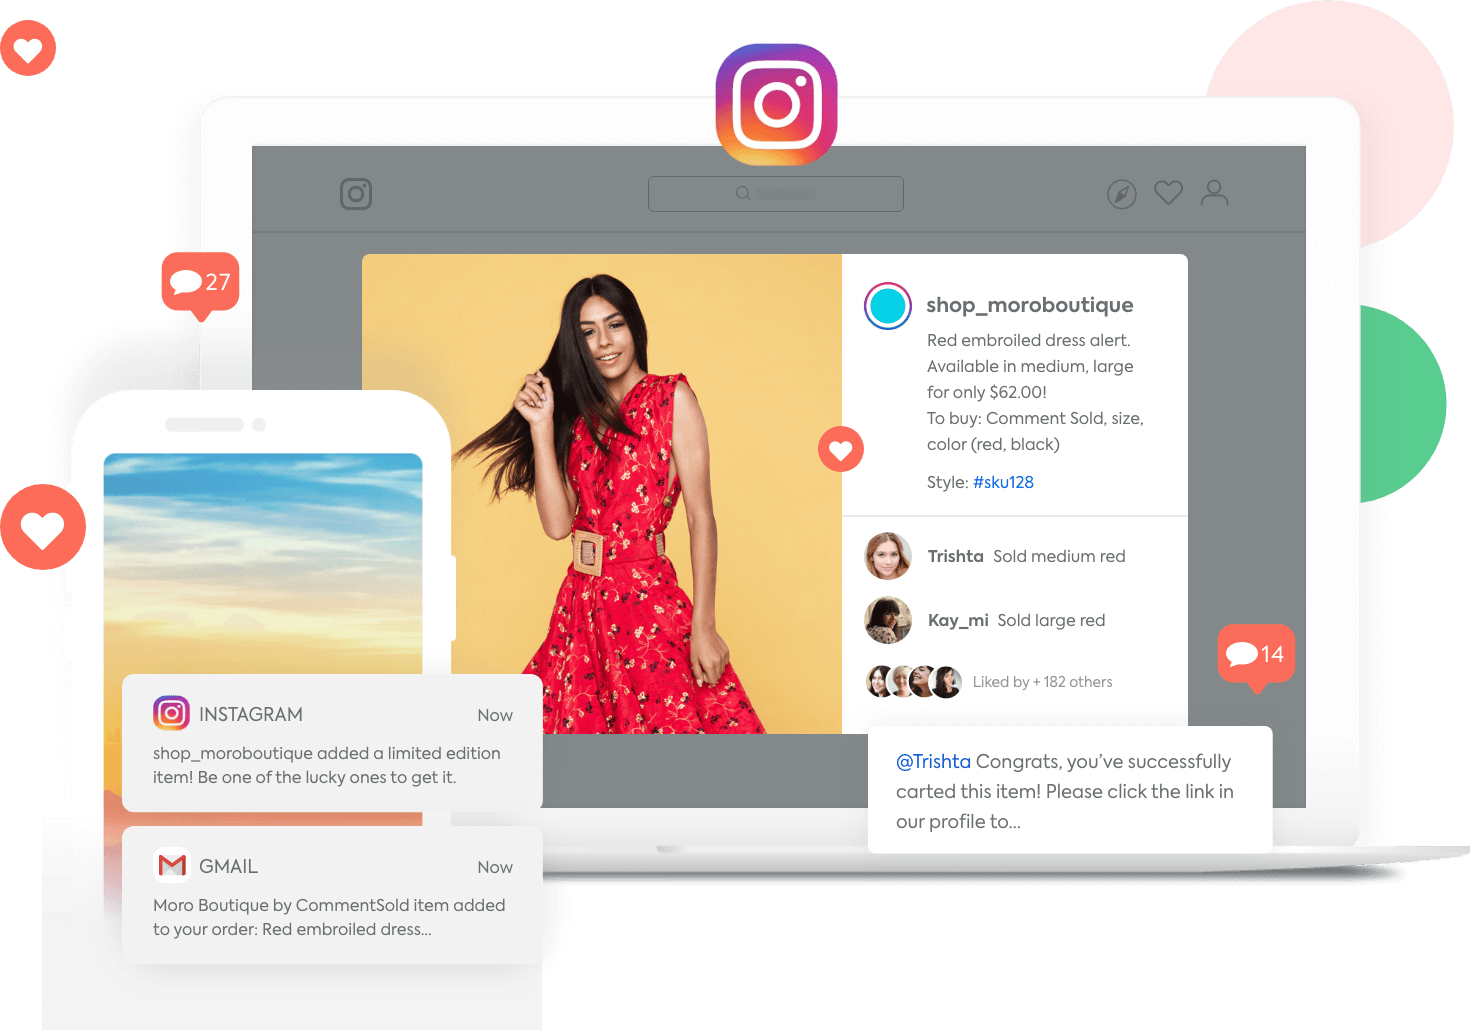 27
shop_moroboutique
Red embroiled dress alert.
Available in medium, large
for only $62.00!
To buy: Comment Sold, size,
color (red, black)
Style: #sku128
Trishta Sold medium red
Kay_mi Sold large red
Liked by + 182 others
14
@Trishta Congrats, you’ve successfully
carted this item! Please click the link in
our profile to...
INSTAGRAM Now
shop_moroboutique added a limited edition
item! Be one of the lucky ones to get it.
GMAIL Now
Moro Boutique by CommentSold item added
to your order: Red embroiled dress...